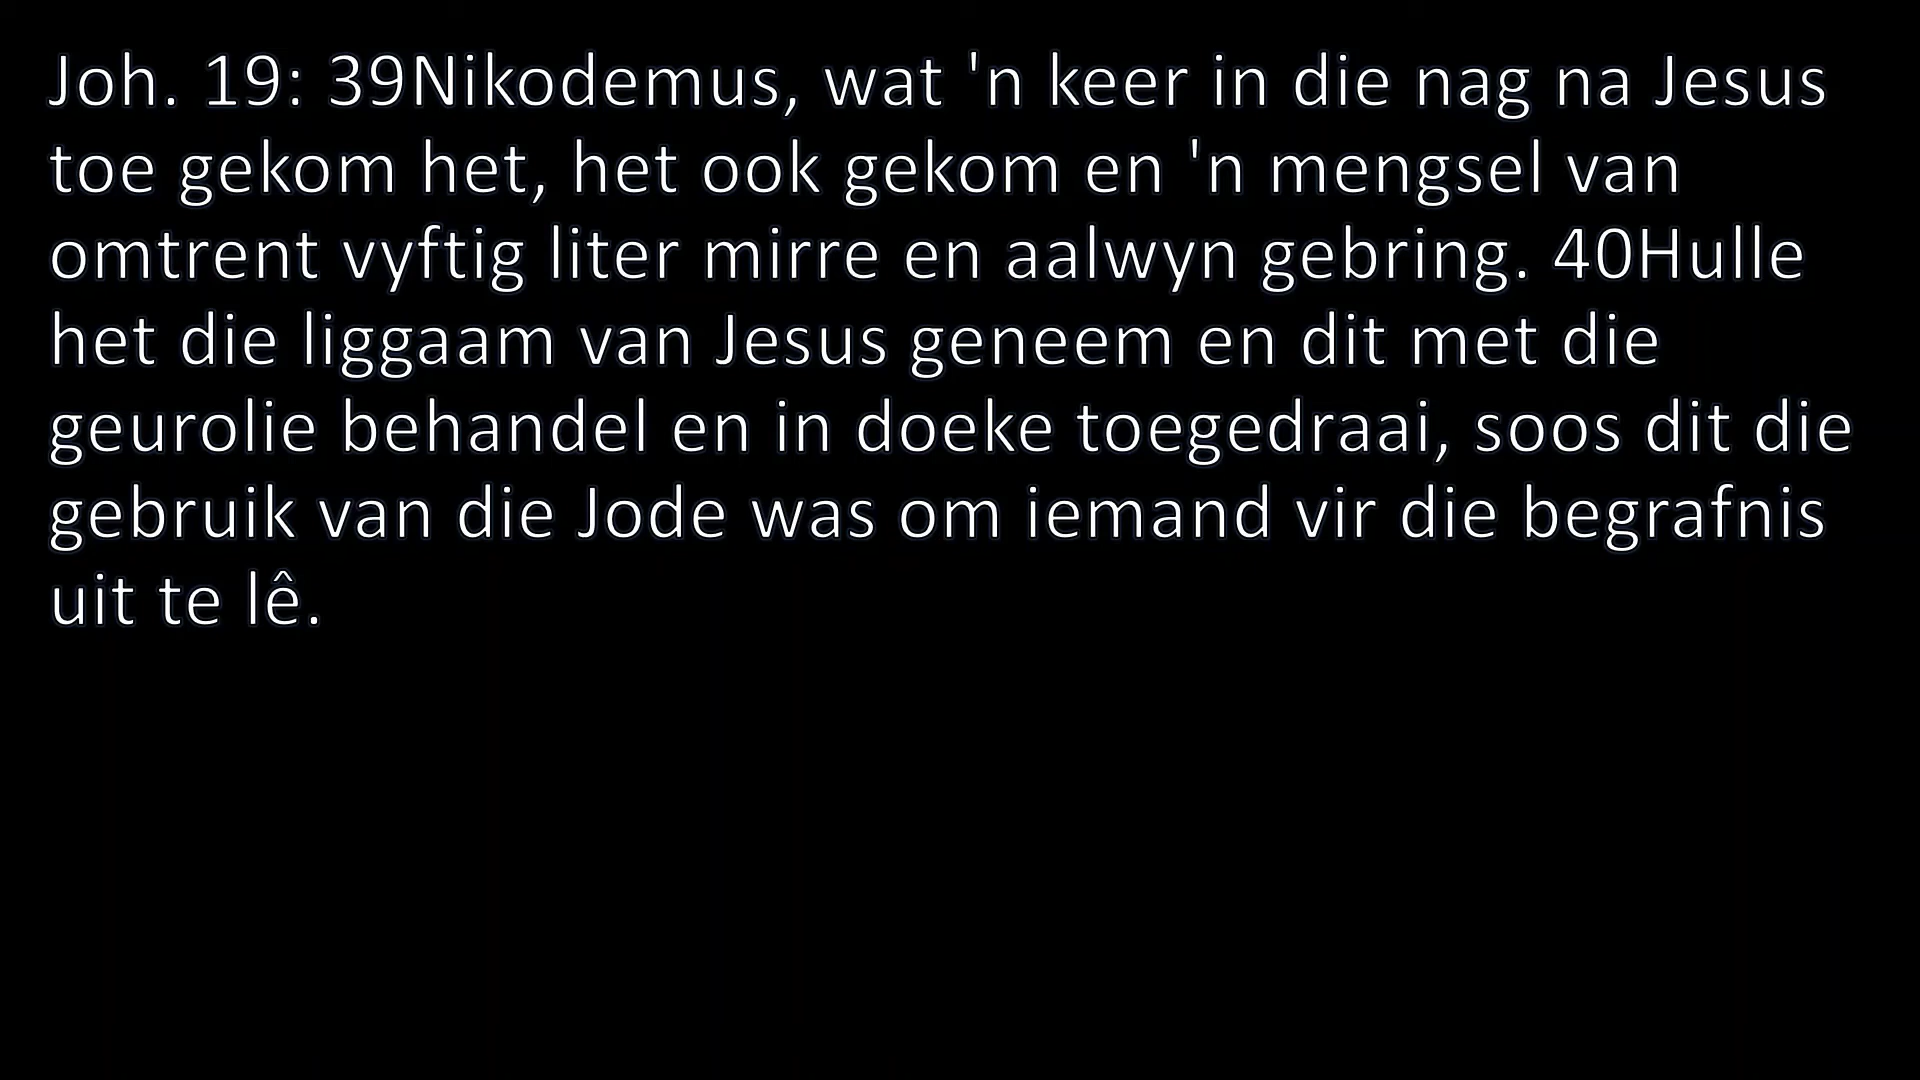 Joh. 19: 39Nikodemus, wat 'n keer in die nag na Jesus
toe gekom het, het ook gekom en 'n mengsel van
omtrent vyftig liter mirre en aalwyn gebring. 40Hulle
het die liggaam van Jesus geneem en dit met die
geurolie behandel en in doeke toegedraai, soos dit die
gebruik van die Jode was om iemand vir die begrafnis
uit te lê.